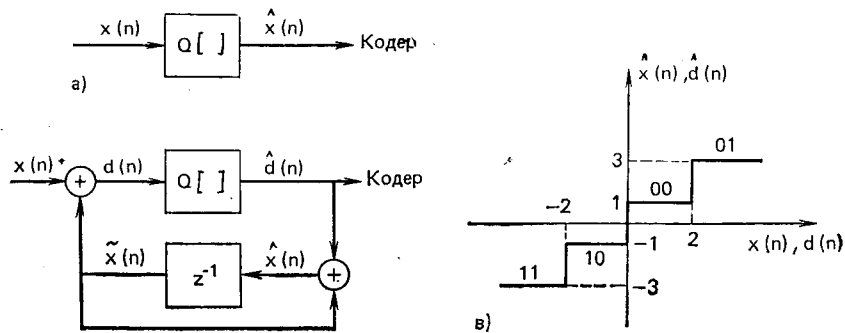 x (n)
Q [ ]
x̂ (n)
Кодер
а)
x (n) +
+
d (n)
Q [ ]
d̂ (n)
Кодер
x̃ (n)
z⁻¹
x̂ (n)
+
x̂ (n) , d̂ (n)
3
01
1
00
-2
2
-1
x (n) , d (n)
10
11
-3
в)